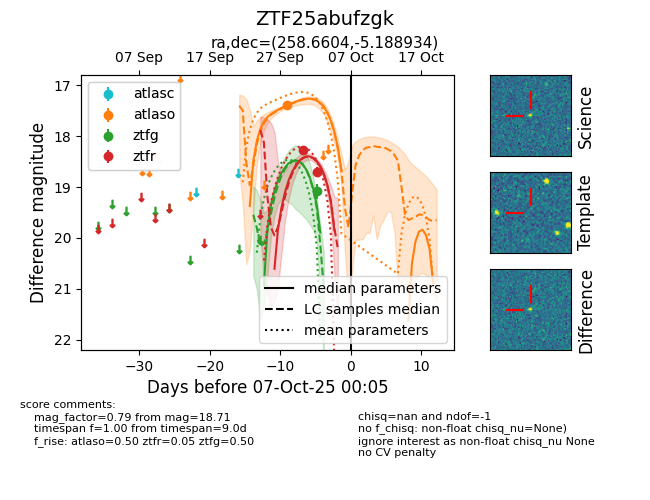 ZTF25abufzgk
ra,dec=(258.6604,-5.188934)
07 Sep
17 Sep
27 Sep
07 Oct
17 Oct
17
18
19
20
21
22
Difference magnitude
atlasc
atlaso
ztfg
ztfr
median parameters
LC samples median
mean parameters
−30
−20
−10
0
10
Days before 07-Oct-25 00:05
Science
Template
Difference
score comments:
mag_factor=0.79 from mag=18.71
timespan f=1.00 from timespan=9.0d
f_rise: atlaso=0.50 ztfr=0.05 ztfg=0.50
chisq=nan and ndof=-1
no f_chisq: non-float chisq_nu=None)
ignore interest as non-float chisq_nu None
no CV penalty